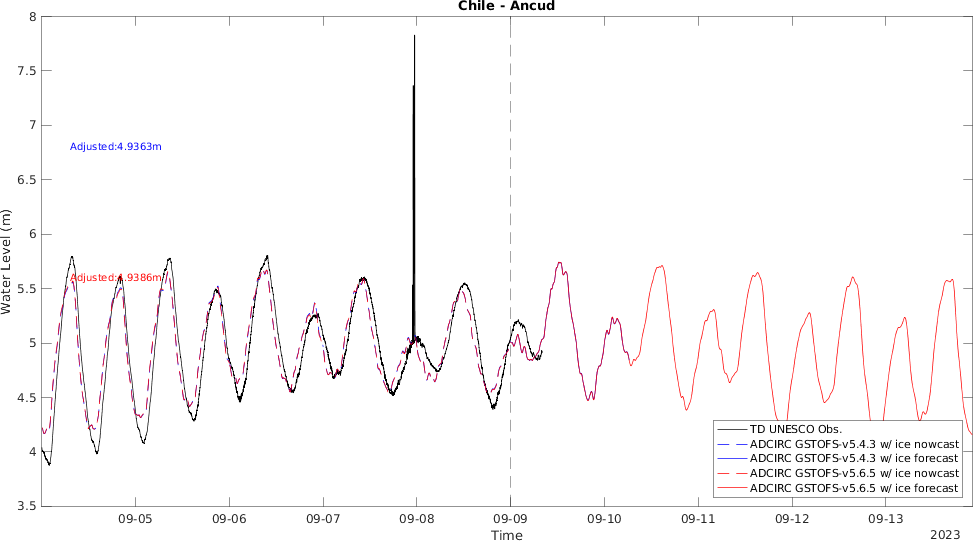 Chile - Ancud
8
7.5
7
6.5
6
5.5
5
4.5
4
3.5
Water Level (m)
Adjusted:4.9363m
Adjusted:4.9386m
TD UNESCO Obs.
ADCIRC GSTOFS-v5.4.3 w/ ice nowcast
ADCIRC GSTOFS-v5.4.3 w/ ice forecast
ADCIRC GSTOFS-v5.6.5 w/ ice nowcast
ADCIRC GSTOFS-v5.6.5 w/ ice forecast
09-05 09-06 09-07 09-08 09-09 09-10 09-11 09-12 09-13
Time
2023